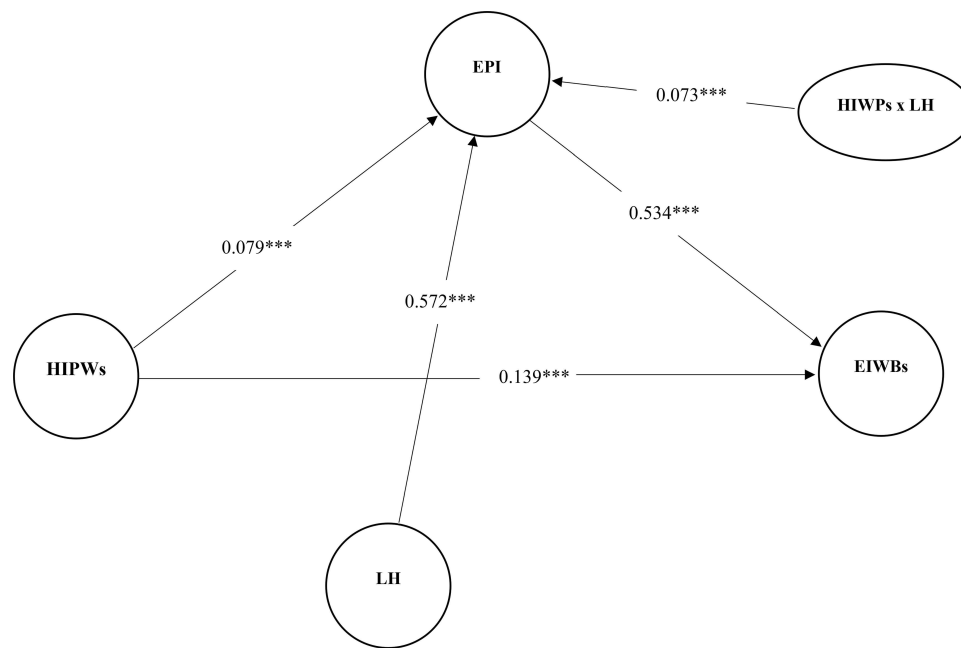 EPI
0.073***
HIWPs x LH
0.534***
0.079***
0.572***
HIPWs
0.139***
EIWBs
LH